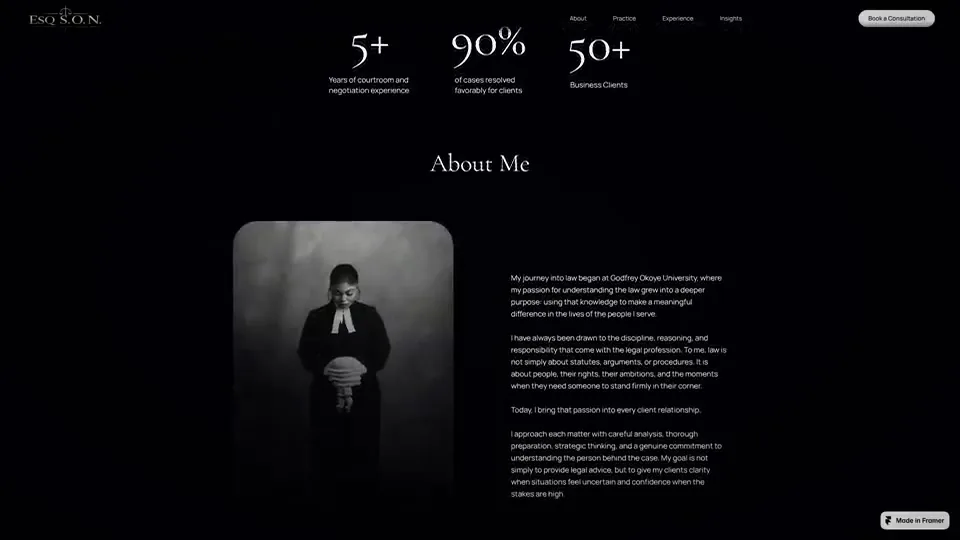 ESQ S.O.N.
About
Practice
Experience
Insights
Book a Consultation
5+
Years of courtroom and
negotiation experience
90%
of cases resolved
favorably for clients
50+
Business Clients
About Me
My journey into law began at Godfrey Okoye University, where
my passion for understanding the law grew into a deeper
purpose: using that knowledge to make a meaningful
difference in the lives of the people I serve.
I have always been drawn to the discipline, reasoning, and
responsibility that come with the legal profession. To me, law is
not simply about statutes, arguments, or procedures. It is
about people, their rights, their ambitions, and the moments
when they need someone to stand firmly in their corner.
Today, I bring that passion into every client relationship.
I approach each matter with careful analysis, thorough
preparation, strategic thinking, and a genuine commitment to
understanding the person behind the case. My goal is not
simply to provide legal advice, but to give my clients clarity
when situations feel uncertain and confidence when the
stakes are high.
Made in Framer